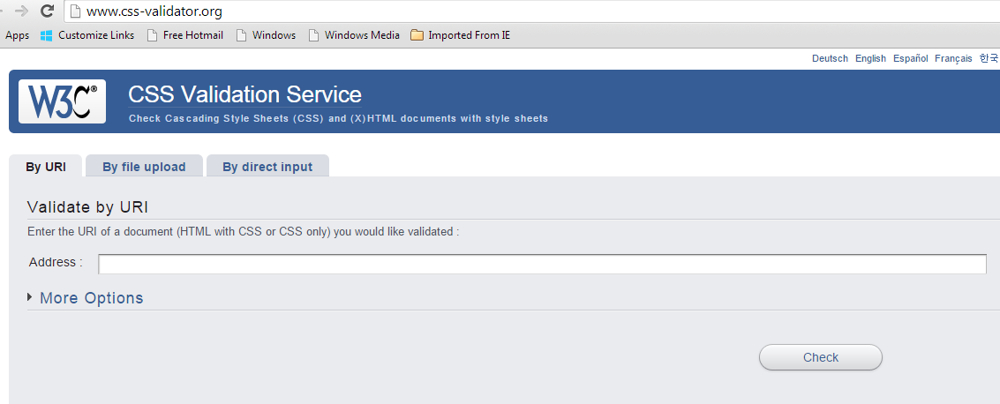 www.css-validator.org
Apps Customize Links Free Hotmail Windows Windows Media Imported From IE
Deutsch English Español Français 한국
W3C® CSS Validation Service
Check Cascading Style Sheets (CSS) and (X)HTML documents with style sheets
By URI By file upload By direct input
Validate by URI
Enter the URI of a document (HTML with CSS or CSS only) you would like validated :
Address :
More Options
Check